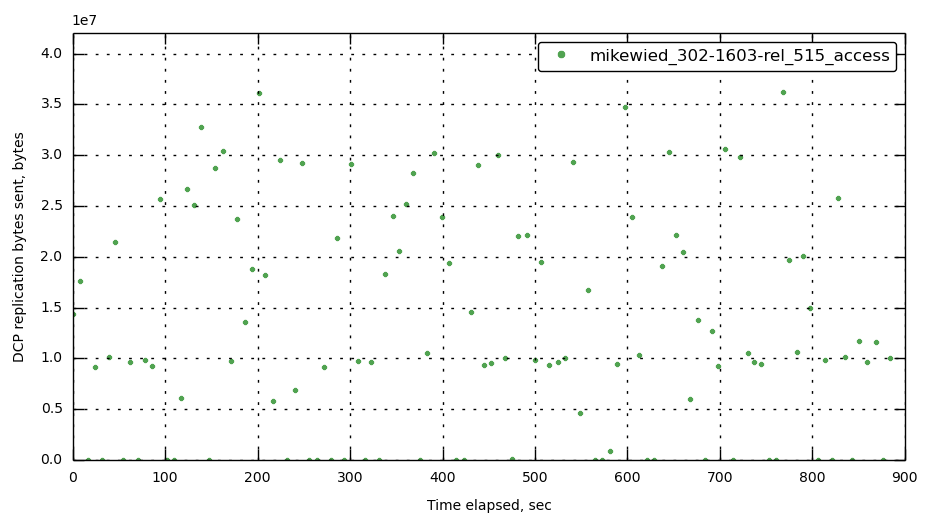 1e7
4.0
3.5
3.0
2.5
2.0
1.5
1.0
0.5
0.0
DCP replication bytes sent, bytes
mikewied_302-1603-rel_515_access
0 100 200 300 400 500 600 700 800 900
Time elapsed, sec